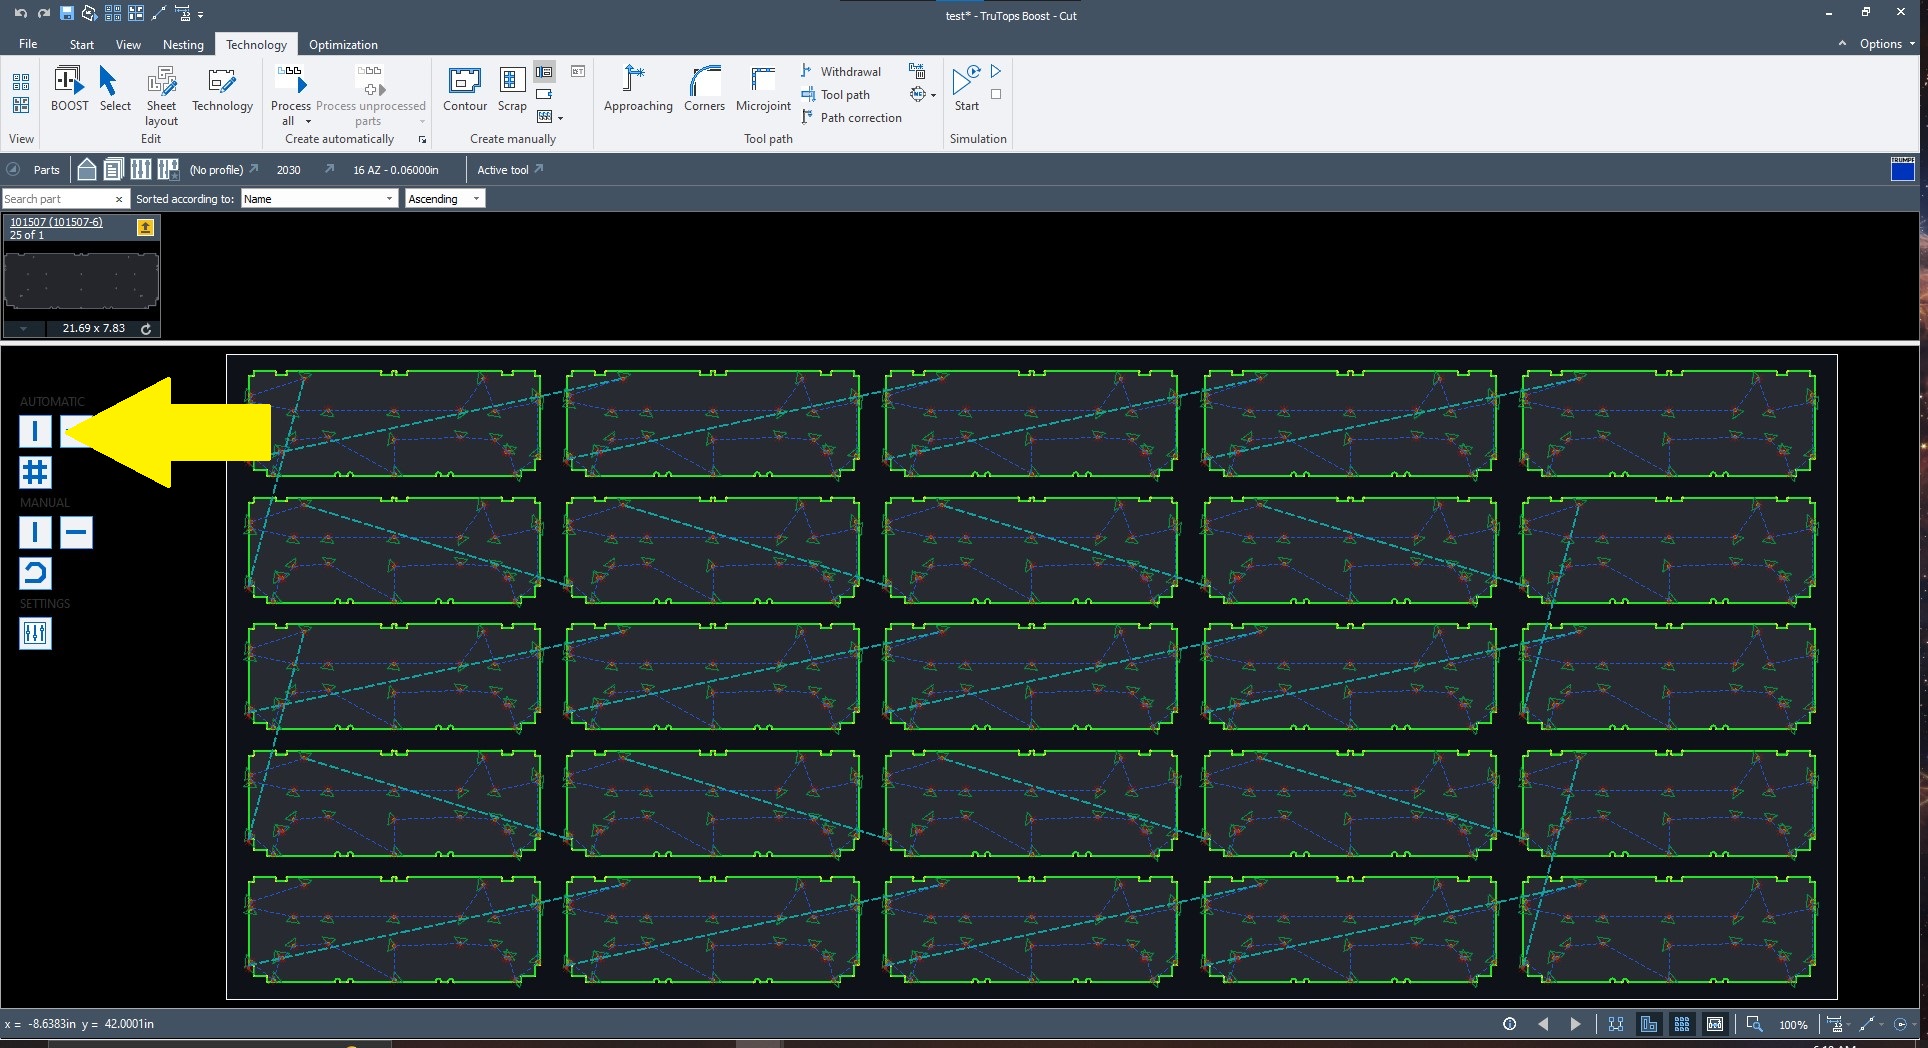 test* - TruTops Boost - Cut
File Start View Nesting Technology Optimization Options
BOOST Select Sheet layout Technology
Process all Process unprocessed parts
Contour Scrap
Approaching Corners Microjoint
Withdrawal
Tool path
Path correction
Start
View Edit Create automatically Create manually Tool path Simulation
Parts (No profile) 2030 16 AZ - 0.06000in Active tool
TRUMPF
Search part Sorted according to: Name Ascending
101507 (101507-6)
25 of 1
21.69 x 7.83
AUTOMATIC
MANUAL
SETTINGS
x = -8.6383in y = 42.0001in
100%